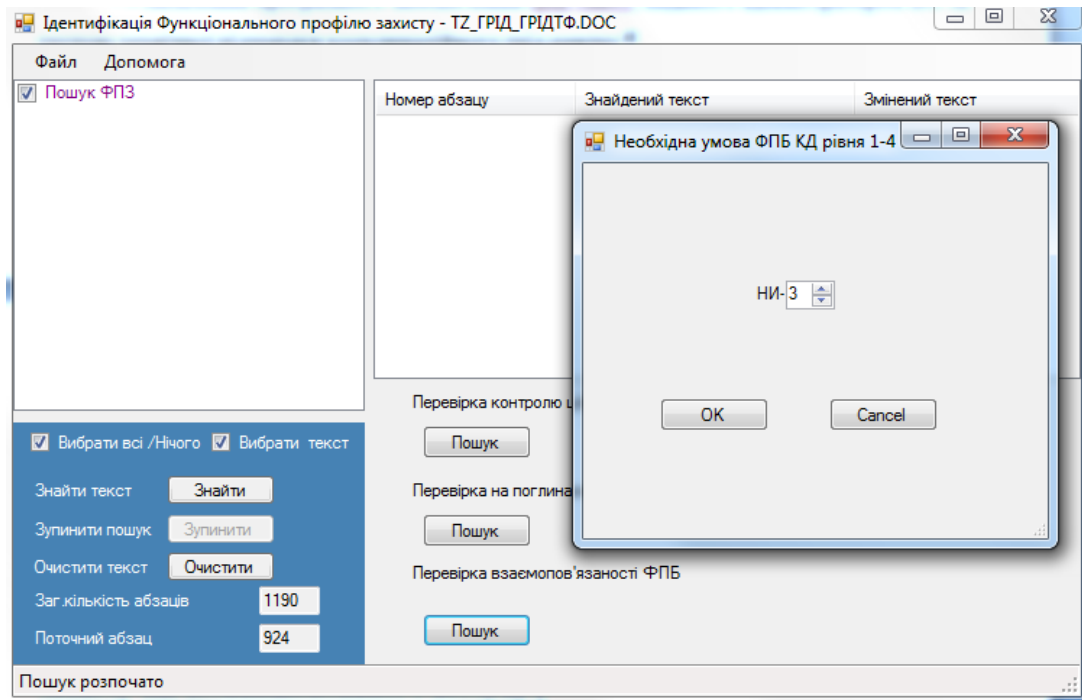 Ідентифікація Функціонального профілю захисту - TZ_ГРІД_ГРІДТФ.DOC
Файл Допомога
Пошук ФПЗ
Номер абзацу Знайдений текст Змінений текст
Необхідна умова ФПБ КД рівня 1-4
НИ- 3
OK Cancel
Перевірка контролю
Пошук
Вибрати всі /Нічого Вибрати текст
Знайти текст Знайти
Перевірка на
Зупинити пошук Зупинити
Пошук
Очистити текст Очистити
Перевірка взаємопов'язаності ФПБ
Заг.кількість абзаців 1190
Поточний абзац 924
Пошук
Пошук розпочато